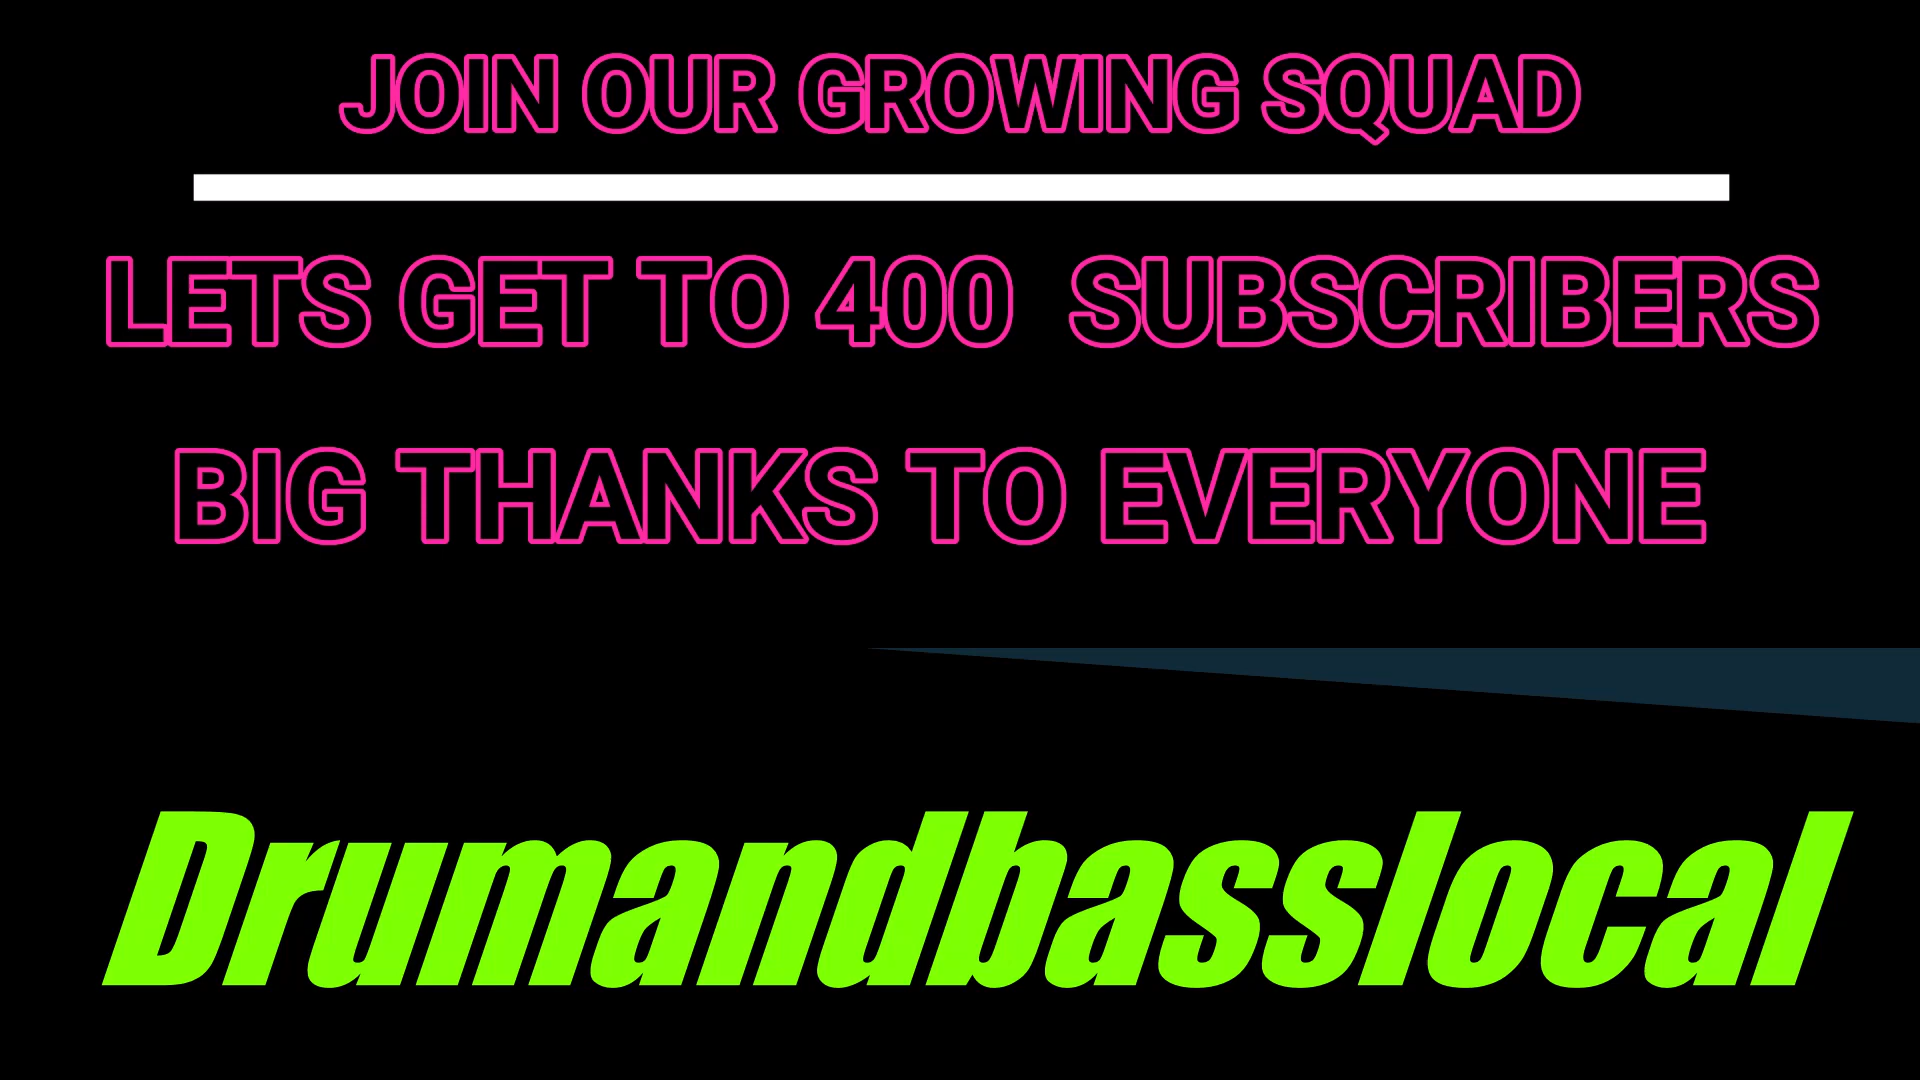 JOIN OUR GROWING SQUAD
LETS GET TO 400  SUBSCRIBERS
BIG THANKS TO EVERYONE
Drumandbasslocal